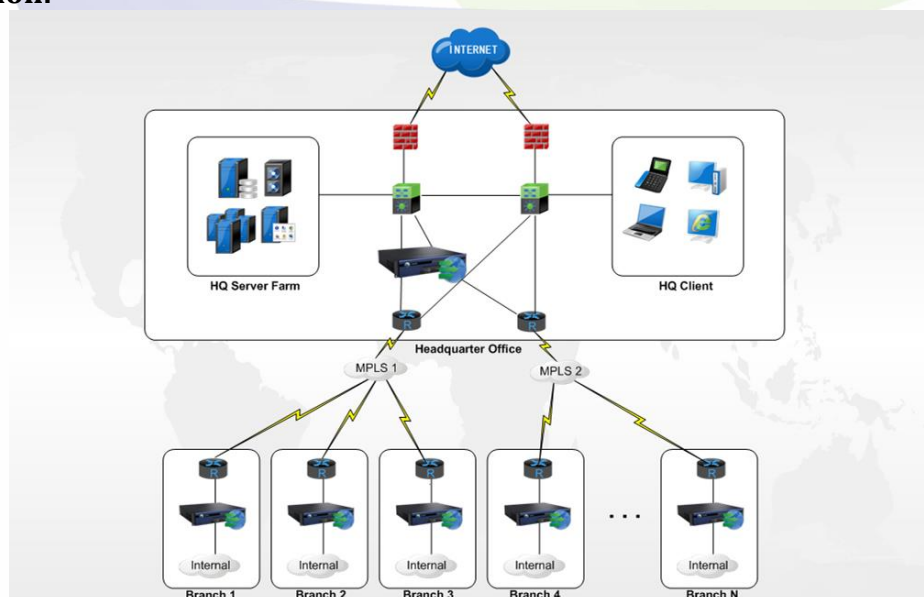 INTERNET
HQ Server Farm
HQ Client
R
R
Headquarter Office
MPLS 1
MPLS 2
R
R
R
R
R
. . .
Internal
Internal
Internal
Internal
Internal
Branch 1
Branch 2
Branch 3
Branch 4
Branch N